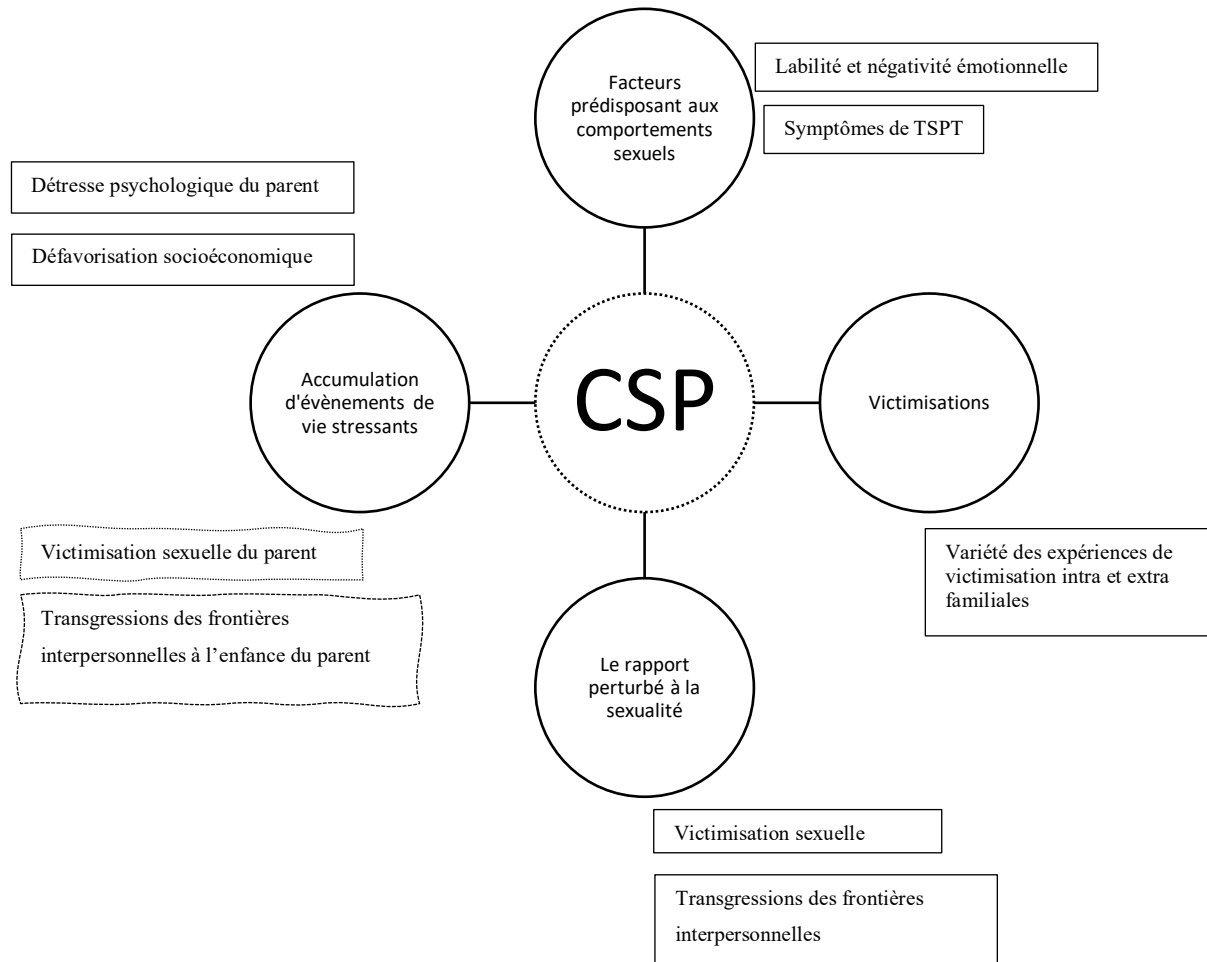 Facteurs
prédisposant aux
comportements
sexuels
Labilité et négativité émotionnelle
Symptômes de TSPT
Détresse psychologique du parent
Défavorisation socioéconomique
Accumulation
d'évènements de
vie stressants
CSP
Victimisations
Victimisation sexuelle du parent
Transgressions des frontières
interpersonnelles à l’enfance du parent
Variété des expériences de
victimisation intra et extra
familiales
Le rapport
perturbé à la
sexualité
Victimisation sexuelle
Transgressions des frontières
interpersonnelles